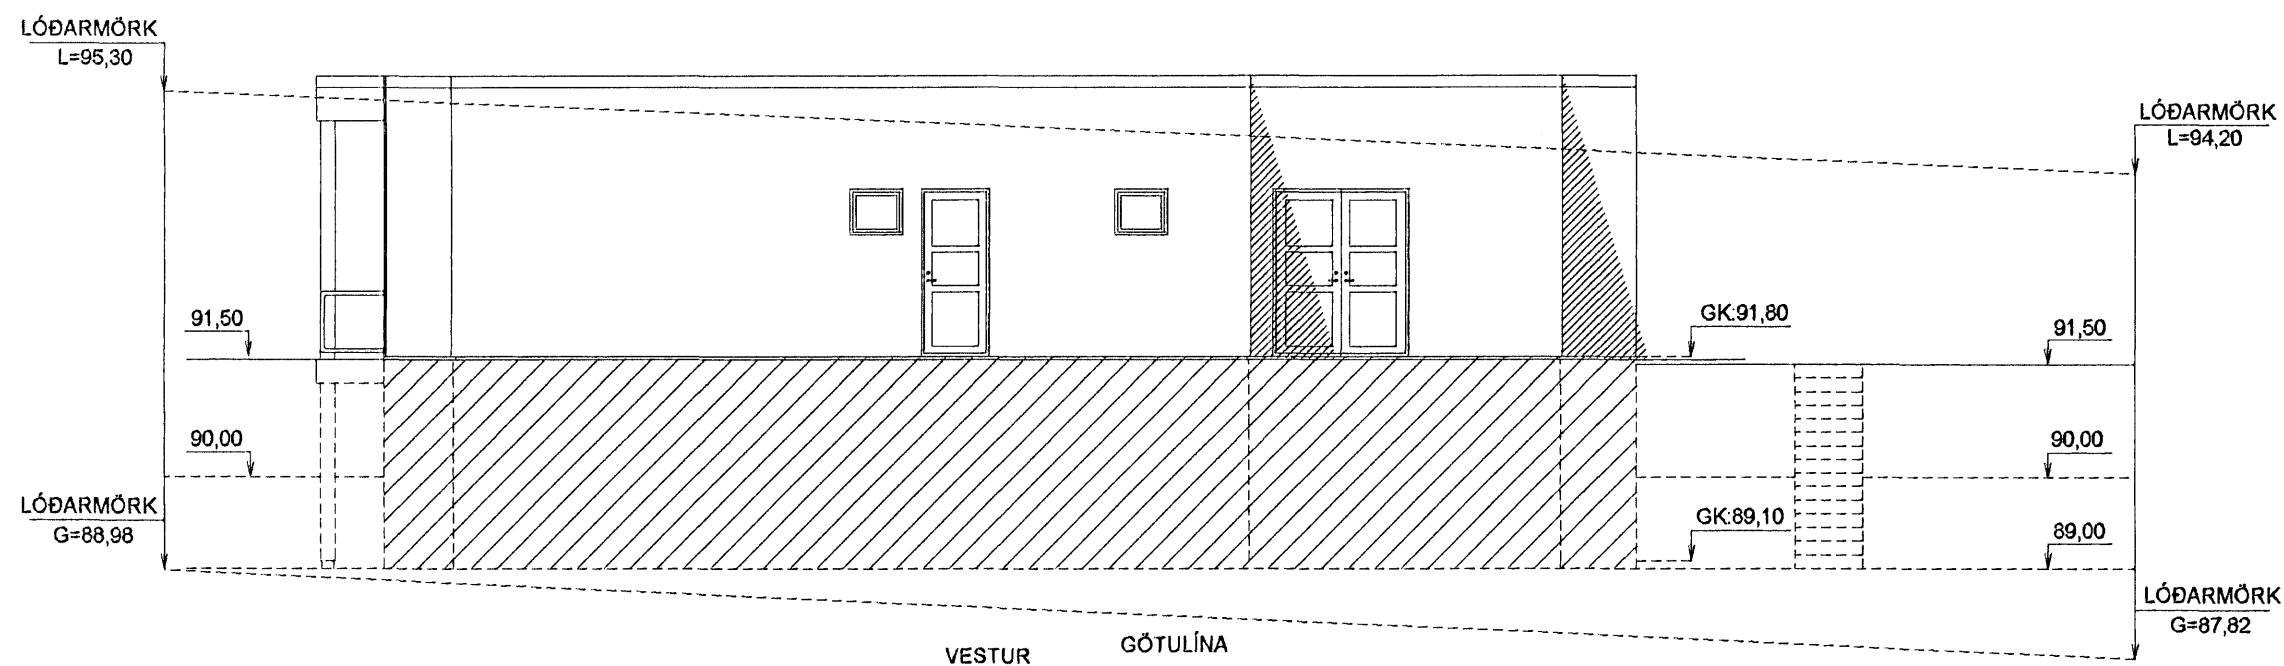 LÓÐARMÖRK
L=95,30
LÓÐARMÖRK
L=94,20
91,50
GK:91,80
91,50
90,00
90,00
LÓÐARMÖRK
G=88,98
GK:89,10
89,00
LÓÐARMÖRK
G=87,82
VESTUR
GÖTULÍNA